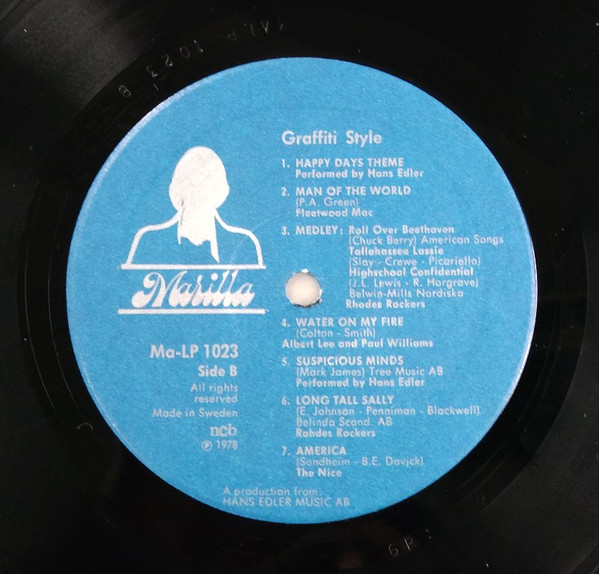 Graffiti Style
1. HAPPY DAYS THEME
Performed by Hans Edler
2. MAN OF THE WORLD
(P.A. Green)
Fleetwood Mac
3. MEDLEY: Roll Over Beethoven
(Chuck Berry) American Songs
Tallahassee Lassie
(Slay - Crewe - Picariello)
Highschool Confidential
(J.L. Lewis - R. Hargrave)
Belwin-Mills Nordiska
Rhodes Rockers
4. WATER ON MY FIRE
(Colton - Smith)
Albert Lee and Paul Williams
5. SUSPICIOUS MINDS
(Mark James) Tree Music AB
Performed by Hans Edler
6. LONG TALL SALLY
(E. Johnson - Penniman - Blackwell)
Belinda Scand. AB
Rohdes Rockers
7. AMERICA
(Sondheim - B.E. Davjck)
The Nice
Marilla
Ma-LP 1023
Side B
All rights
reserved
Made in Sweden
ncb
℗ 1978
A production from:
HANS EDLER MUSIC AB
GP